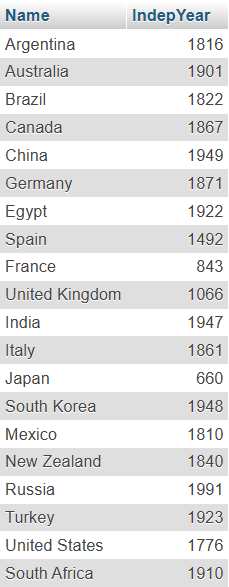 Name IndepYear
Argentina 1816
Australia 1901
Brazil 1822
Canada 1867
China 1949
Germany 1871
Egypt 1922
Spain 1492
France 843
United Kingdom 1066
India 1947
Italy 1861
Japan 660
South Korea 1948
Mexico 1810
New Zealand 1840
Russia 1991
Turkey 1923
United States 1776
South Africa 1910